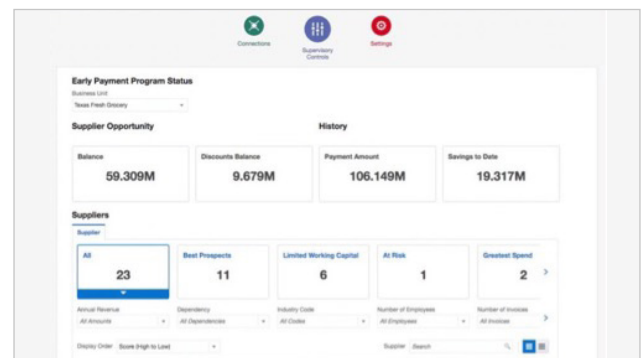 Connections
Supervisory
Controls
Settings
Early Payment Program Status
Business Unit
Texas Fresh Grocery
Supplier Opportunity
History
Balance
59.309M
Discounts Balance
9.679M
Payment Amount
106.149M
Savings to Date
19.317M
Suppliers
Supplier
All
23
Best Prospects
11
Limited Working Capital
6
At Risk
1
Greatest Spend
2
Annual Revenue
All Amounts
Dependency
All Dependencies
Industry Code
All Codes
Number of Employees
All Employees
Number of Invoices
All Invoices
Display Order Score (High to Low)
Supplier Search